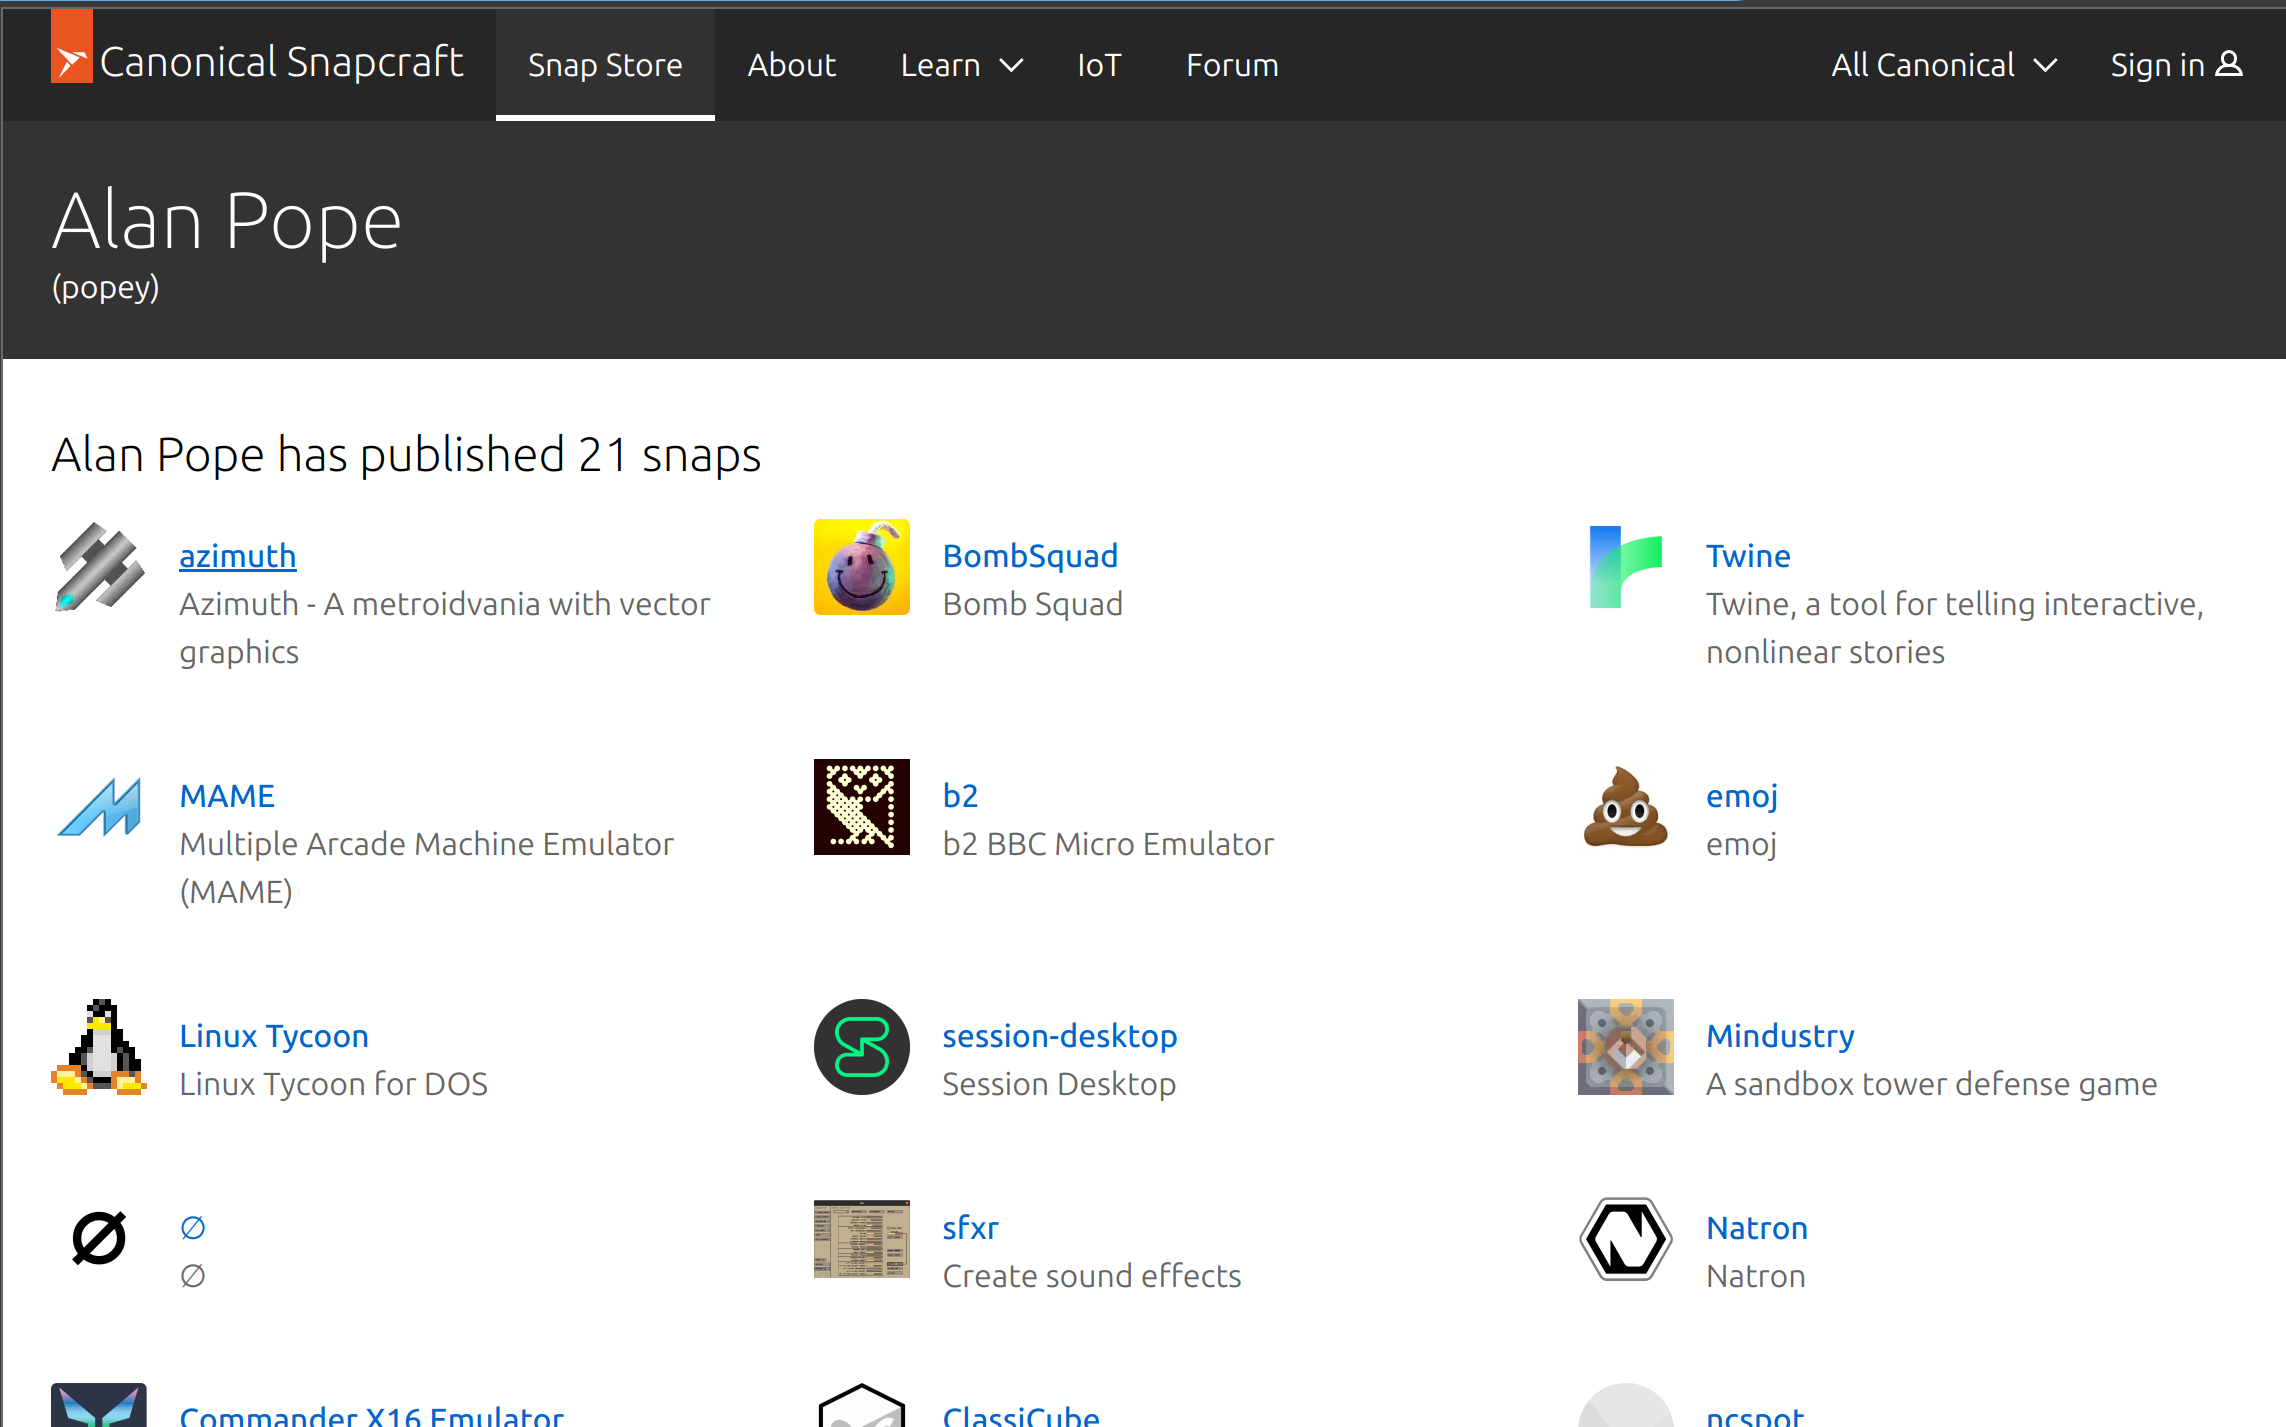 Canonical Snapcraft
Snap Store
About
Learn
IoT
Forum
All Canonical
Sign in
Alan Pope
(popey)
Alan Pope has published 21 snaps
azimuth
Azimuth - A metroidvania with vector
graphics
BombSquad
Bomb Squad
Twine
Twine, a tool for telling interactive,
nonlinear stories
MAME
Multiple Arcade Machine Emulator
(MAME)
b2
b2 BBC Micro Emulator
emoj
emoj
Linux Tycoon
Linux Tycoon for DOS
session-desktop
Session Desktop
Mindustry
A sandbox tower defense game
∅
∅
sfxr
Create sound effects
Natron
Natron
Commander X16 Emulator
ClassiCube
ncspot